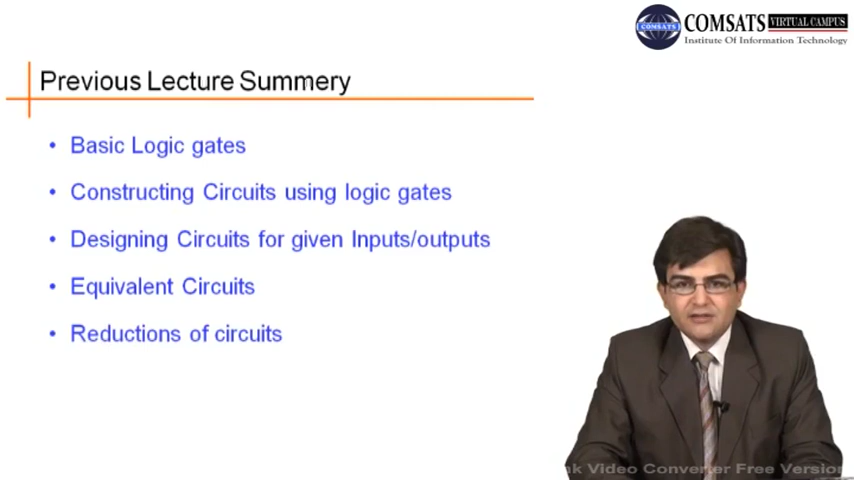 COMSATS VIRTUAL CAMPUS
COMSATS
Institute Of Information Technology
Previous Lecture Summery
• Basic Logic gates
• Constructing Circuits using logic gates
• Designing Circuits for given Inputs/outputs
• Equivalent Circuits
• Reductions of circuits
Video Converter Free Version